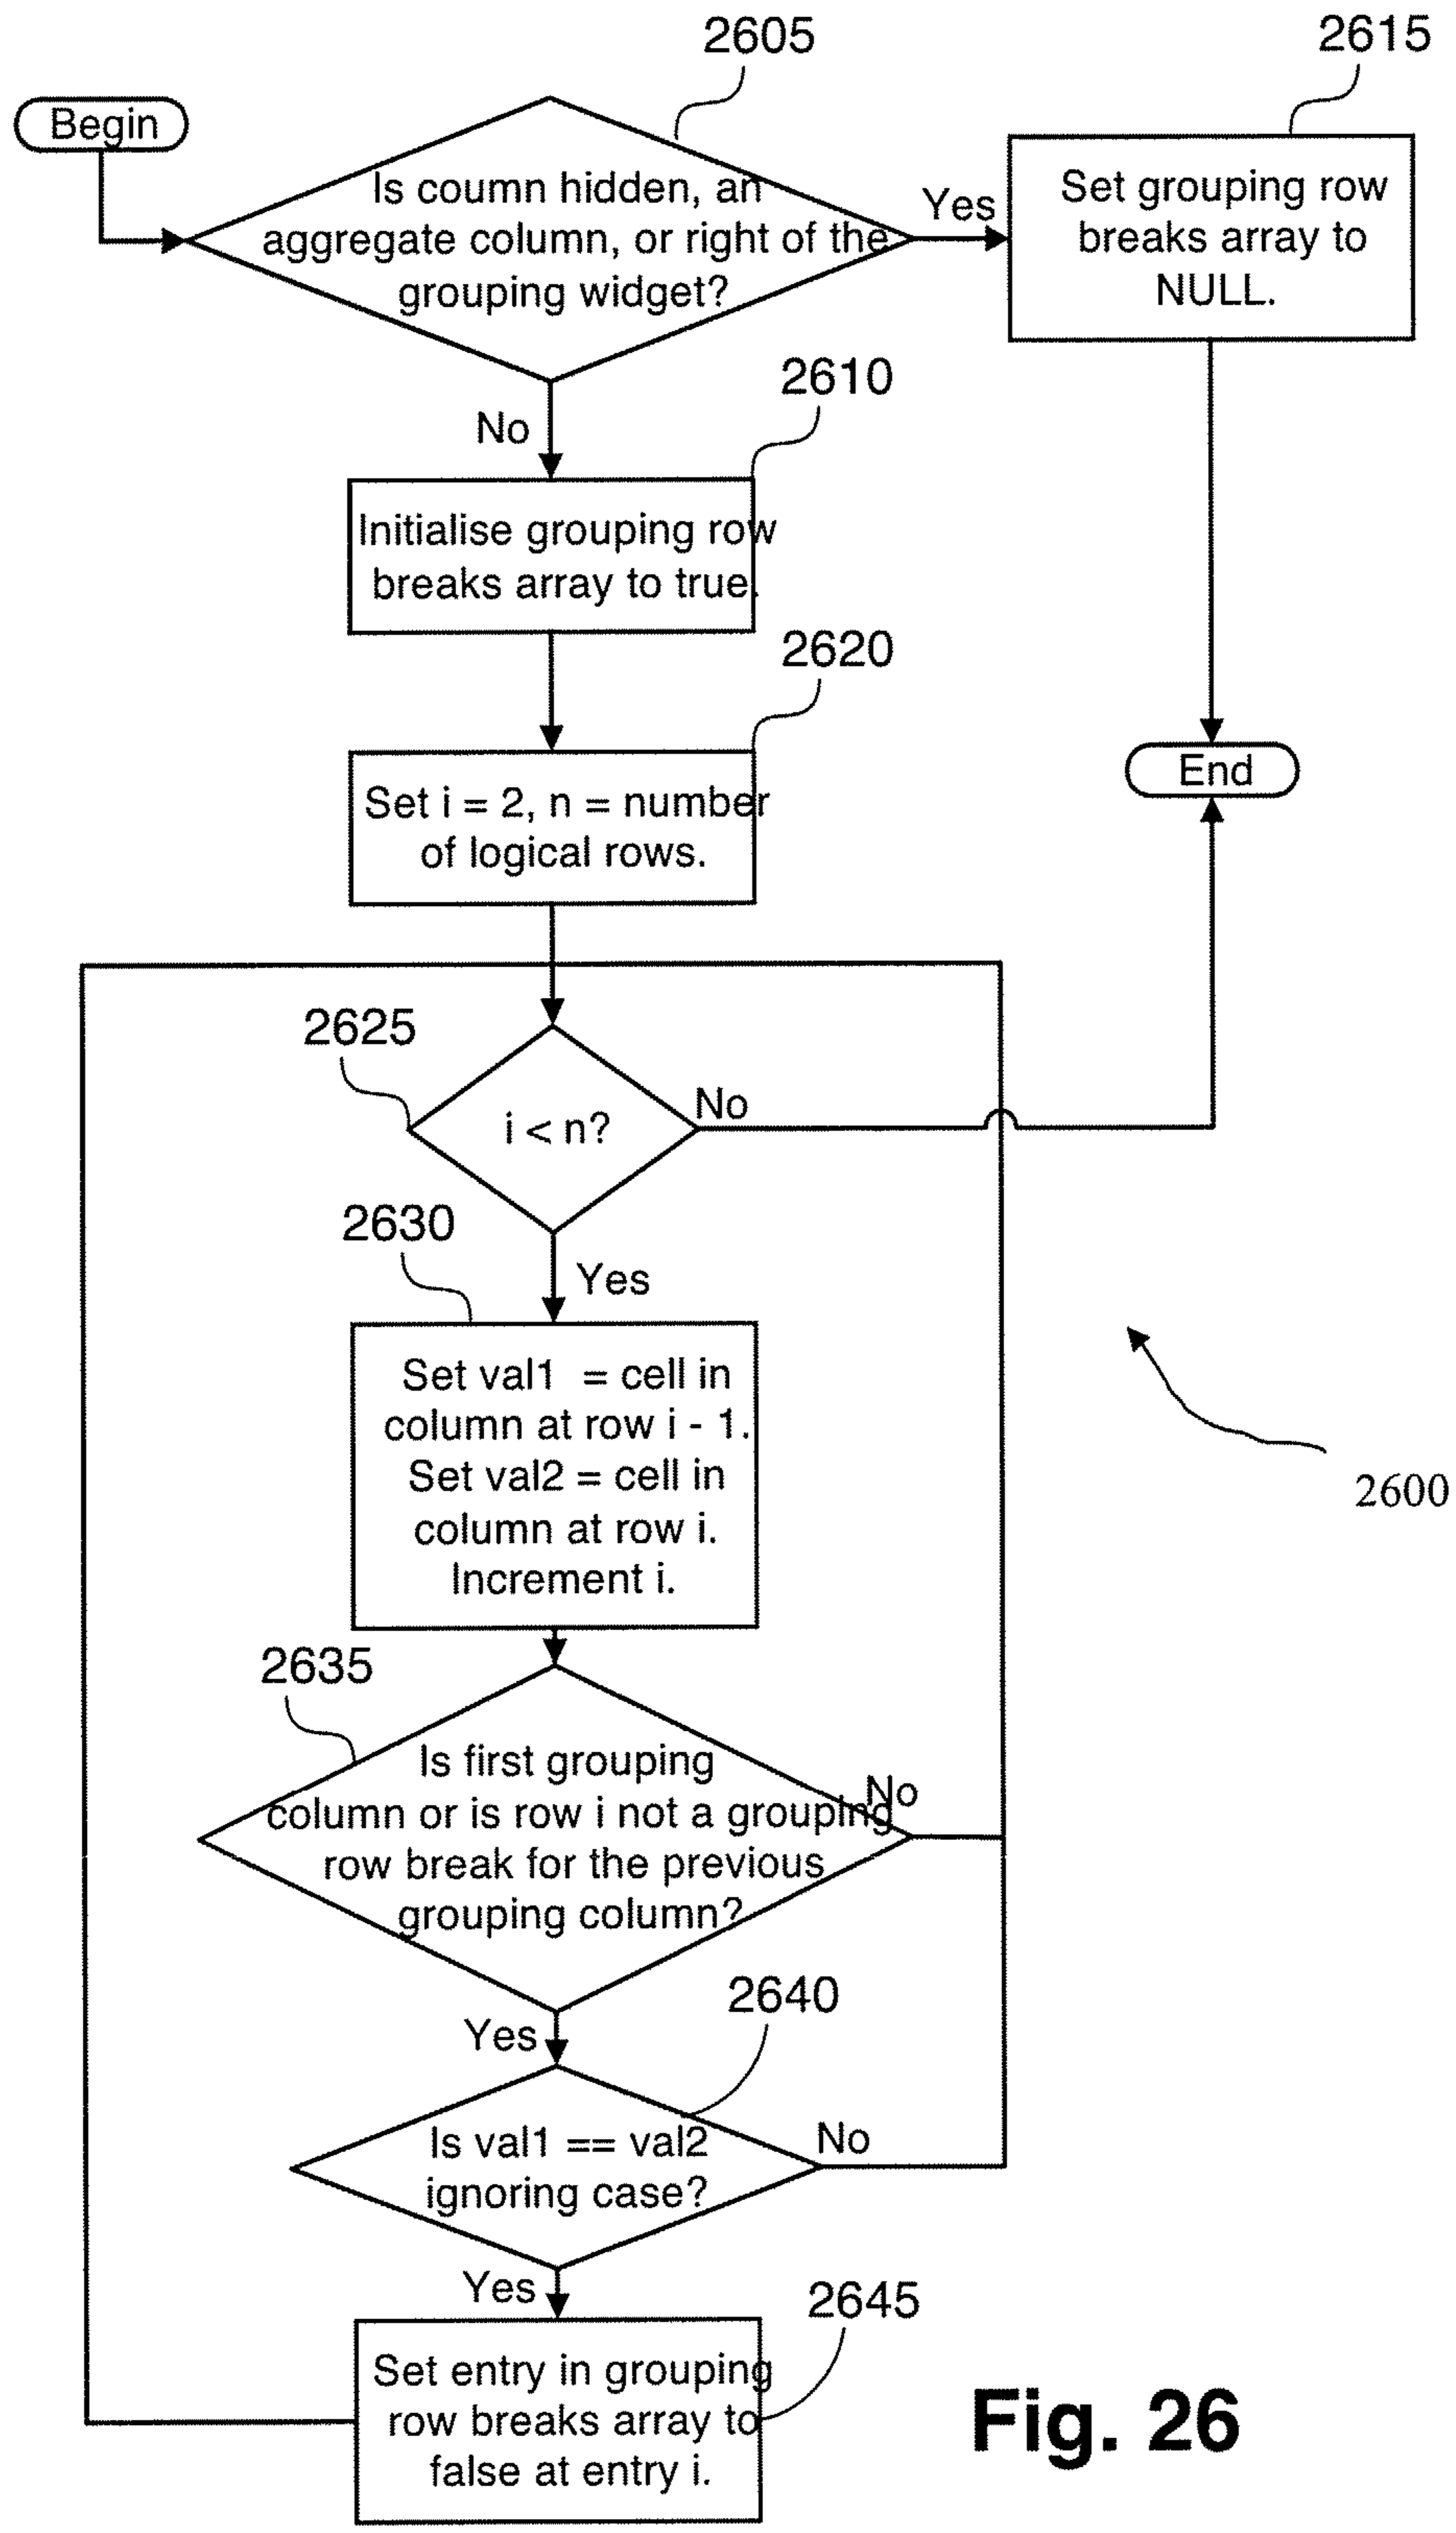 2605
2615
Begin
Is coumn hidden, an
aggregate column, or right of the
grouping widget?
Yes
Set grouping row
breaks array to
NULL.
2610
No
Initialise grouping row
breaks array to true.
2620
Set i = 2, n = number
of logical rows.
End
2625
i < n?
No
2630
Yes
Set val1 = cell in
column at row i - 1.
Set val2 = cell in
column at row i.
Increment i.
2600
2635
Is first grouping
column or is row i not a grouping
row break for the previous
grouping column?
No
2640
Yes
Is val1 == val2
ignoring case?
No
Yes
2645
Set entry in grouping
row breaks array to
false at entry i.
Fig. 26